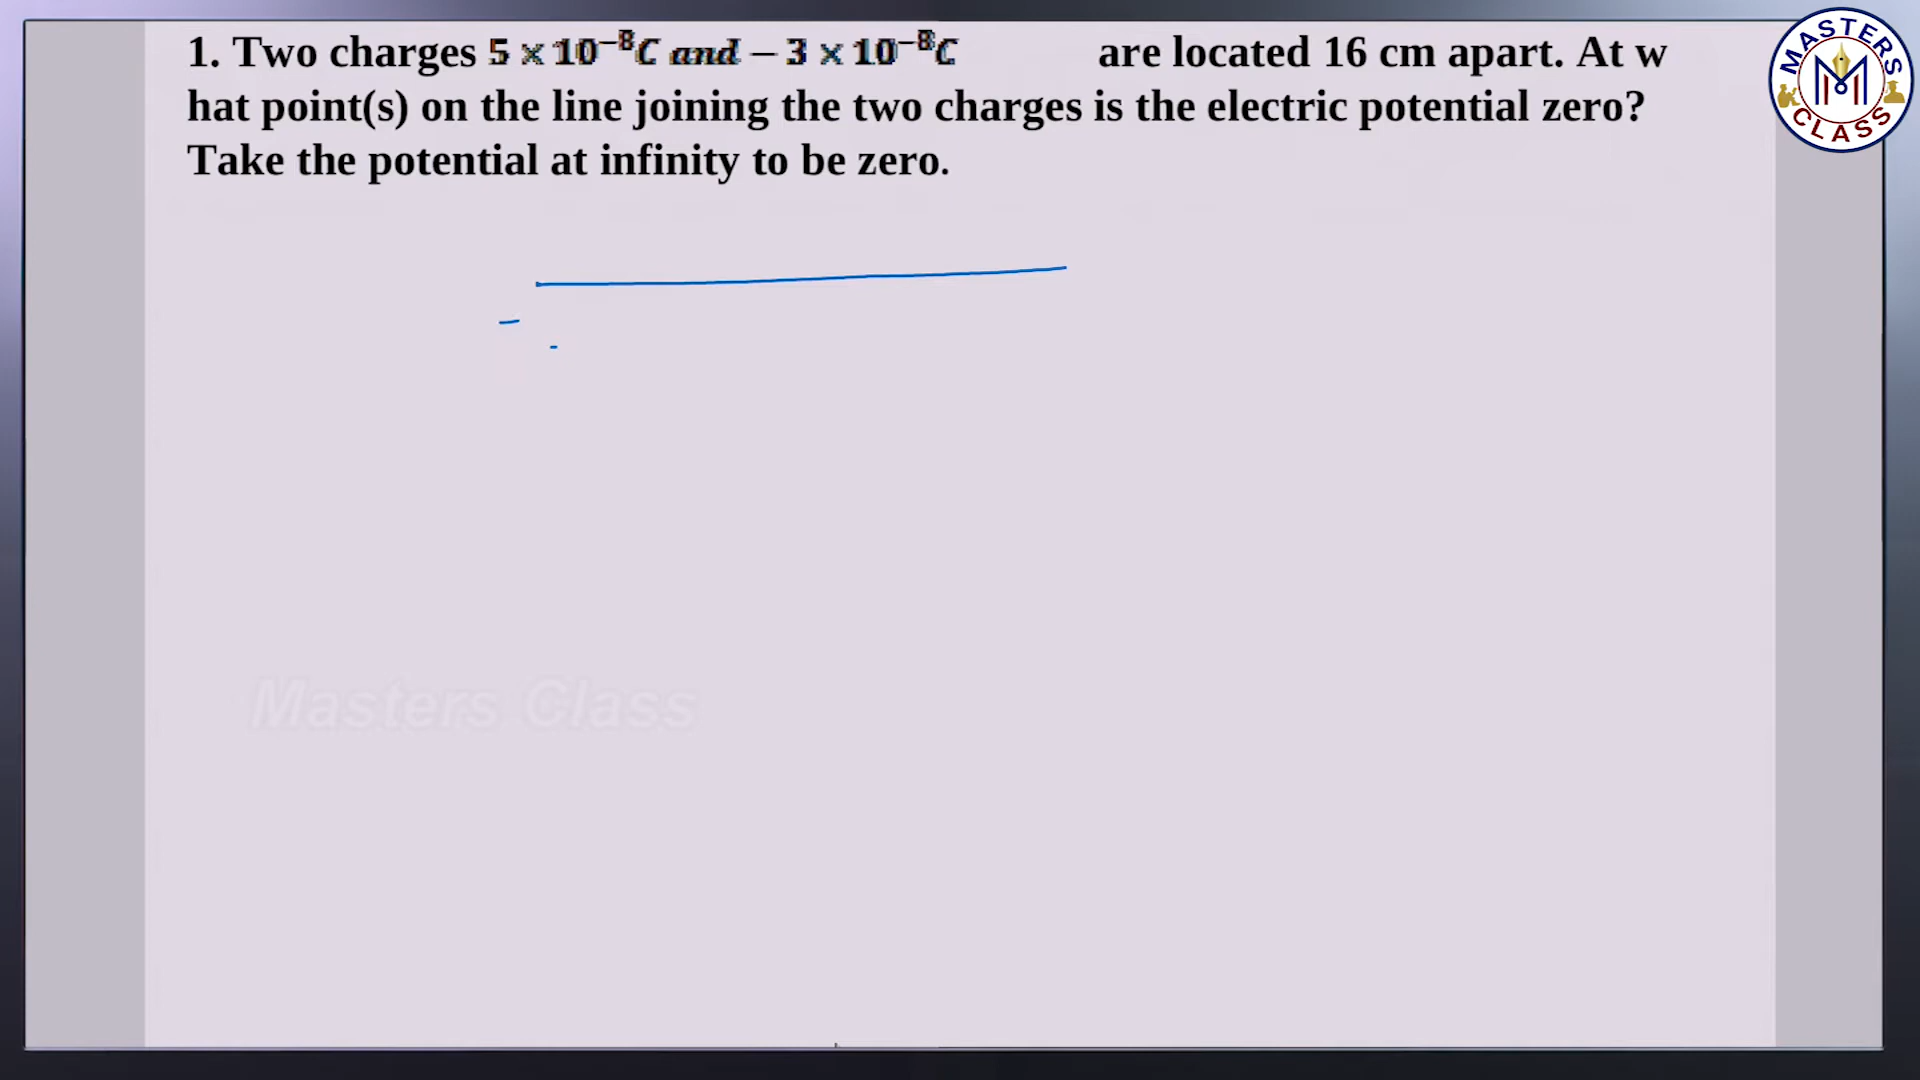 1. Two charges 5 × 10⁻⁸C and − 3 × 10⁻⁸C are located 16 cm apart. At w
hat point(s) on the line joining the two charges is the electric potential zero?
Take the potential at infinity to be zero.
MASTERS
CLASS
Masters Class